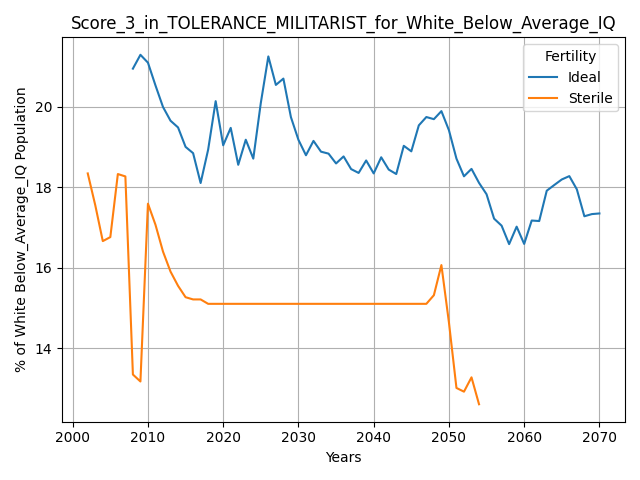 Score_3_in_TOLERANCE_MILITARIST_for_White_Below_Average_IQ
Fertility
Ideal
Sterile
% of White Below_Average_IQ Population
20
18
16
14
2000
2010
2020
2030
2040
2050
2060
2070
Years